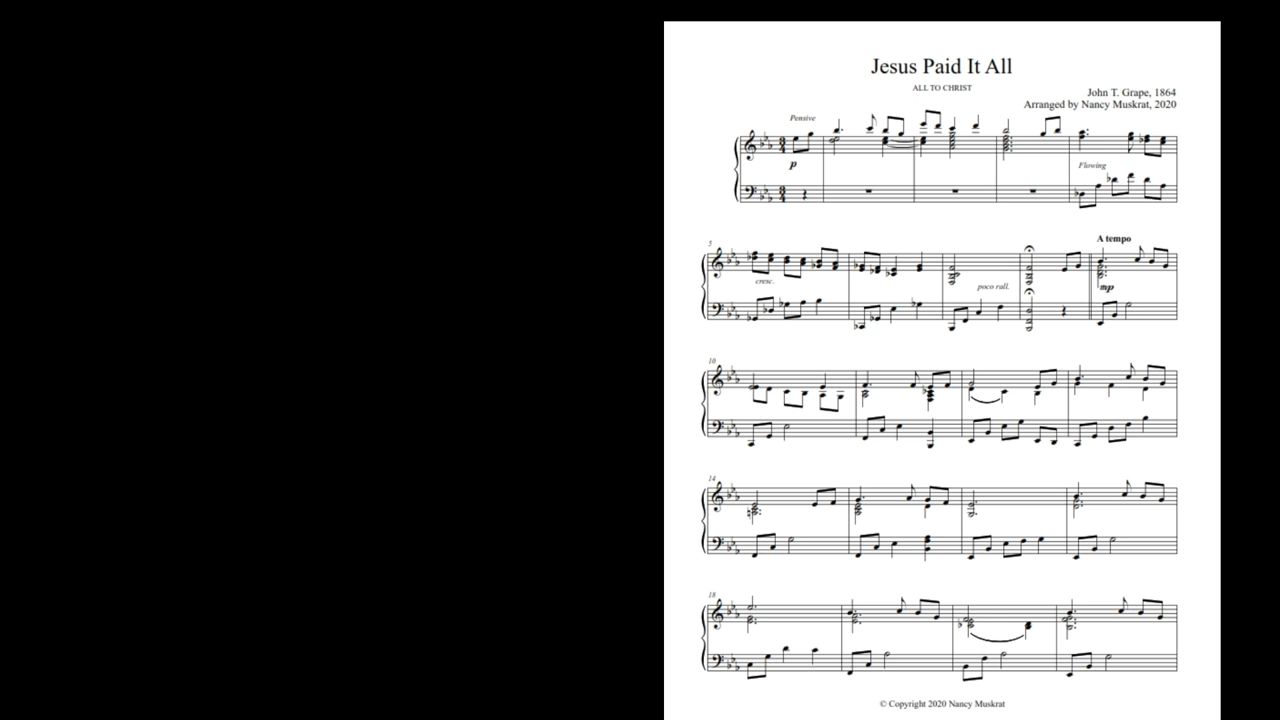 Jesus Paid It All
ALL TO CHRIST
John T. Grape, 1864
Arranged by Nancy Muskrat, 2020
Pensive
p
Flowing
5
A tempo
cresc.
poco rall.
mp
10
14
18
© Copyright 2020 Nancy Muskrat